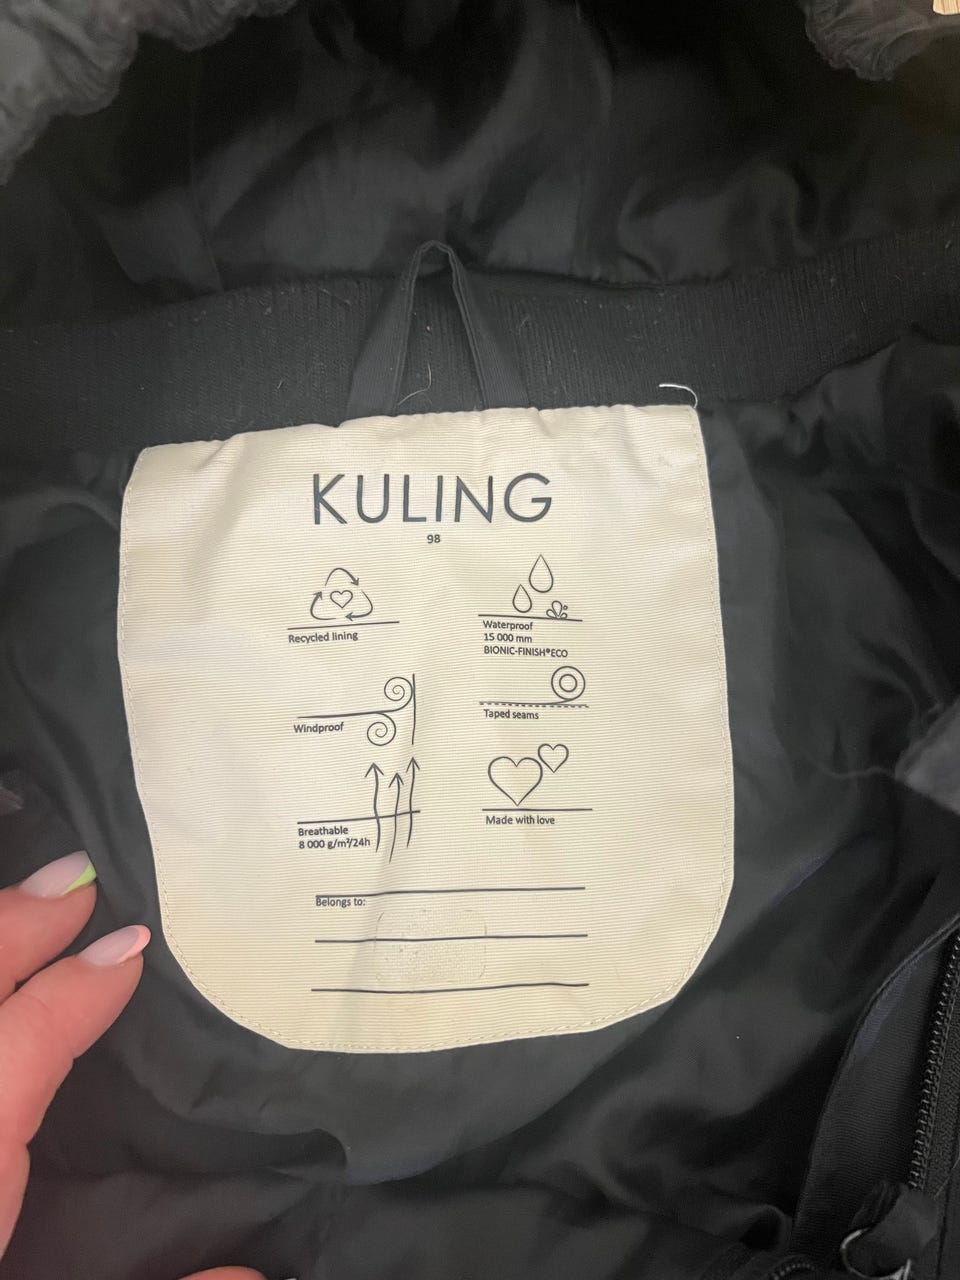 KULING
98
Recycled lining
Waterproof
15 000 mm
BIONIC-FINISH®ECO
Windproof
Taped seams
Breathable
8 000 g/m²/24h
Made with love
Belongs to: